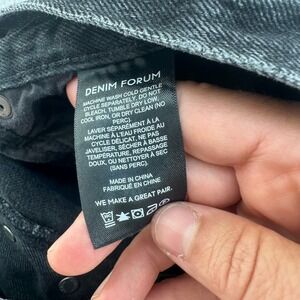 DENIM FORUM
MACHINE WASH COLD GENTLE
CYCLE SEPARATELY. DO NOT
BLEACH. TUMBLE DRY LOW/
COOL IRON, OR DRY CLEAN (NO
PERC).
LAVER SÉPARÉMENT À LA
MACHINE À L'EAU FROIDE AU
CYCLE DÉLICAT, NE PAS
JAVELISER, SÉCHER À BASSE
TEMPÉRATURE, REPASSAGE
DOUX, OU NETTOYER À SEC
(SANS PERC).
MADE IN CHINA
FABRIQUÉ EN CHINE
WE MAKE A GREAT PAIR.